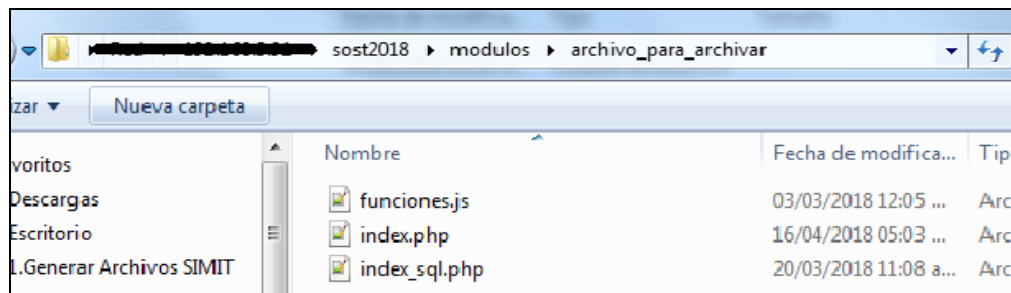 sost2018 modulos archivo_para_archivar
izar Nueva carpeta
Nombre Fecha de modifica... Tip
voritos
Descargas funciones.js 03/03/2018 12:05 ... Arc
Escritorio index.php 16/04/2018 05:03 ... Arc
1.Generar Archivos SIMIT index_sql.php 20/03/2018 11:08 a... Arc